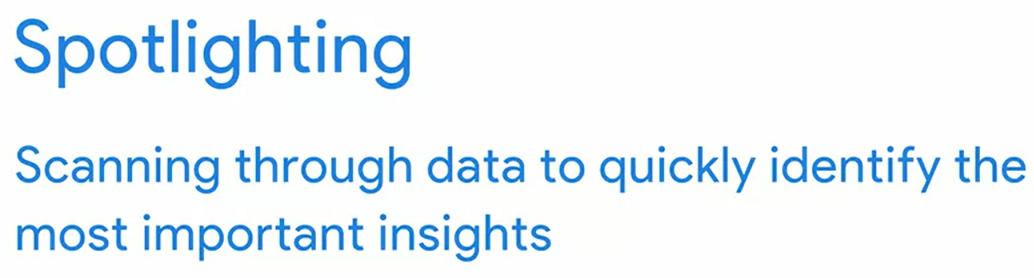 Spotlighting
Scanning through data to quickly identify the
most important insights